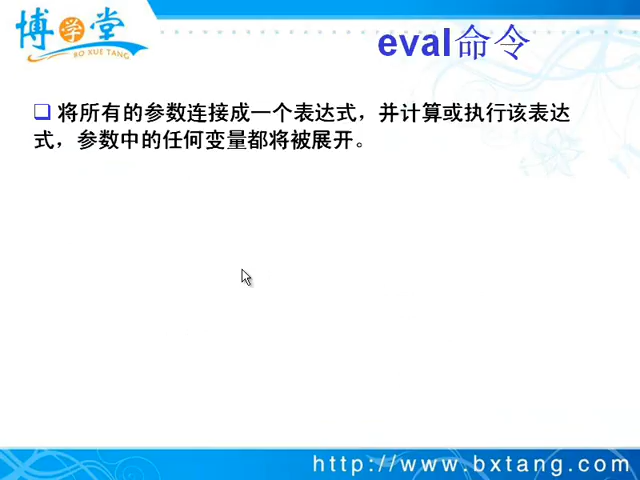 博学堂
BO XUE TANG
eval命令
将所有的参数连接成一个表达式，并计算或执行该表达
式，参数中的任何变量都将被展开。
http://www.bxtang.com